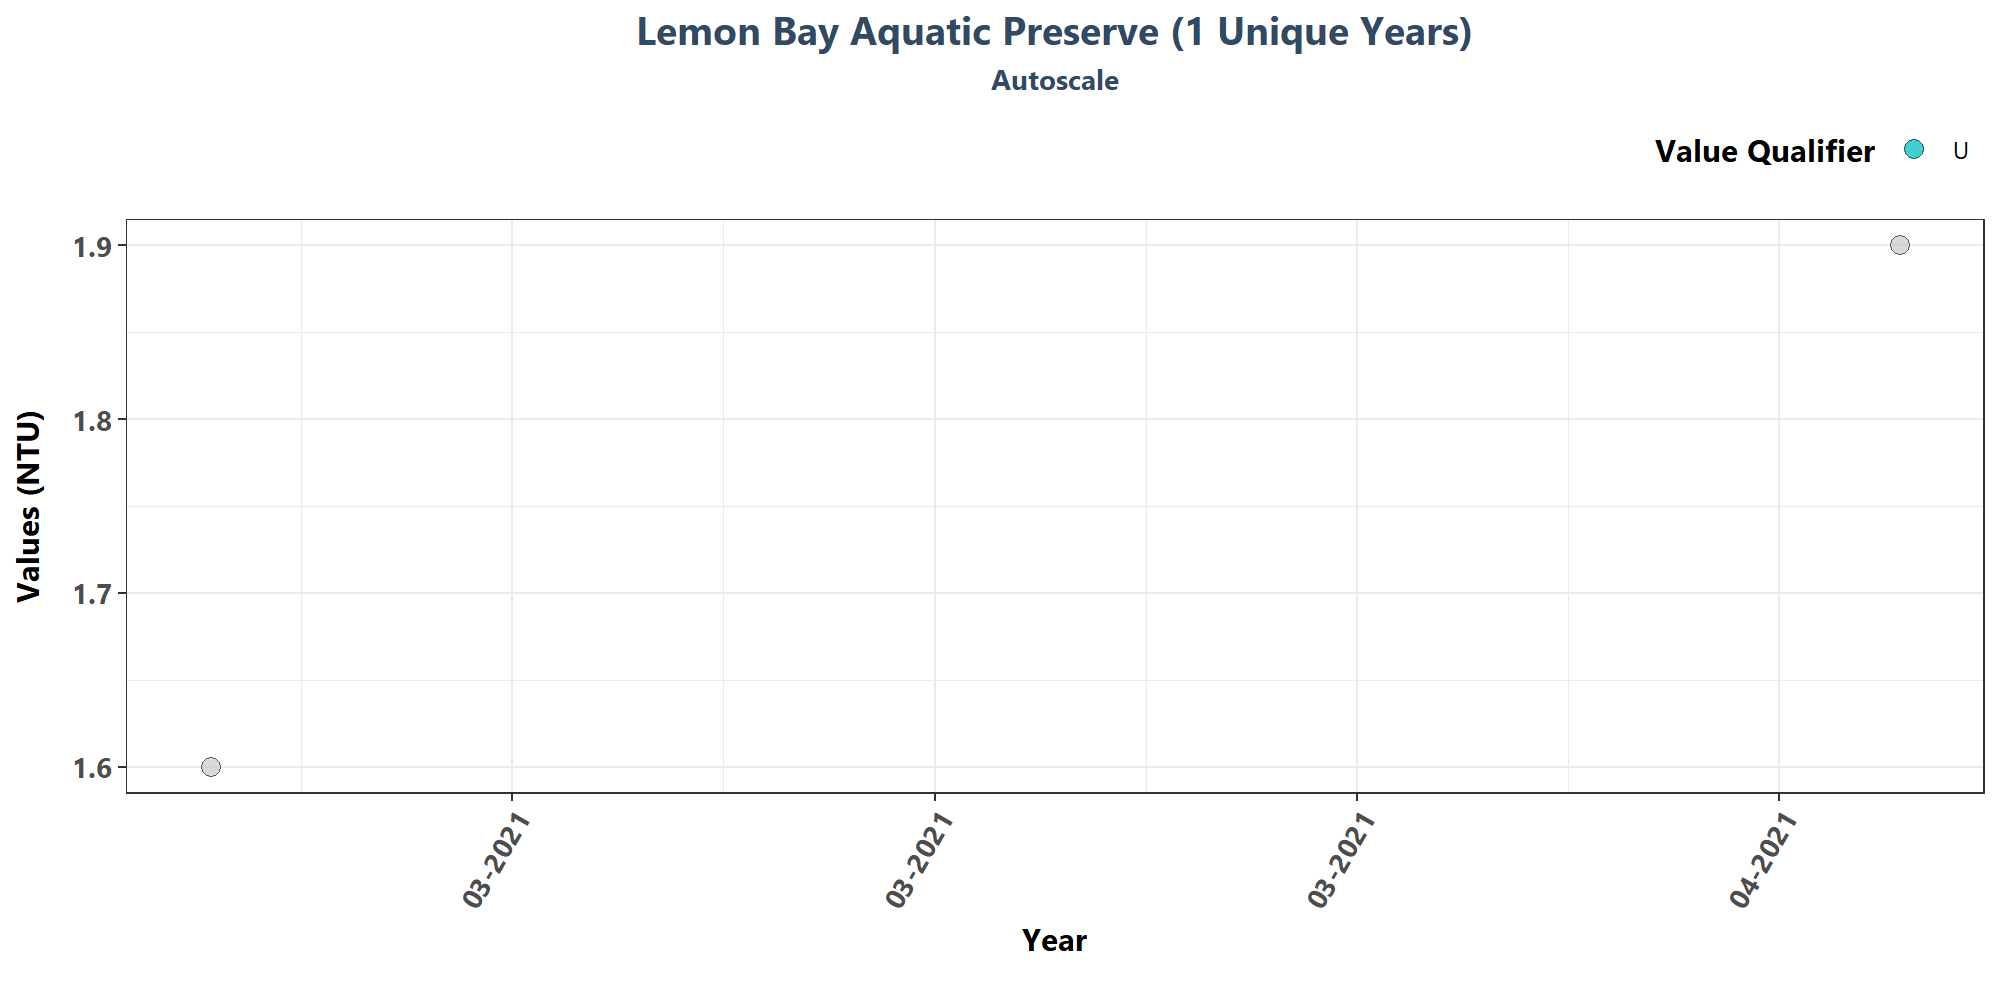 Lemon Bay Aquatic Preserve (1 Unique Years)
Autoscale
Value Qualifier U
1.9
1.8
1.7
1.6
Values (NTU)
03-2021
03-2021
03-2021
04-2021
Year